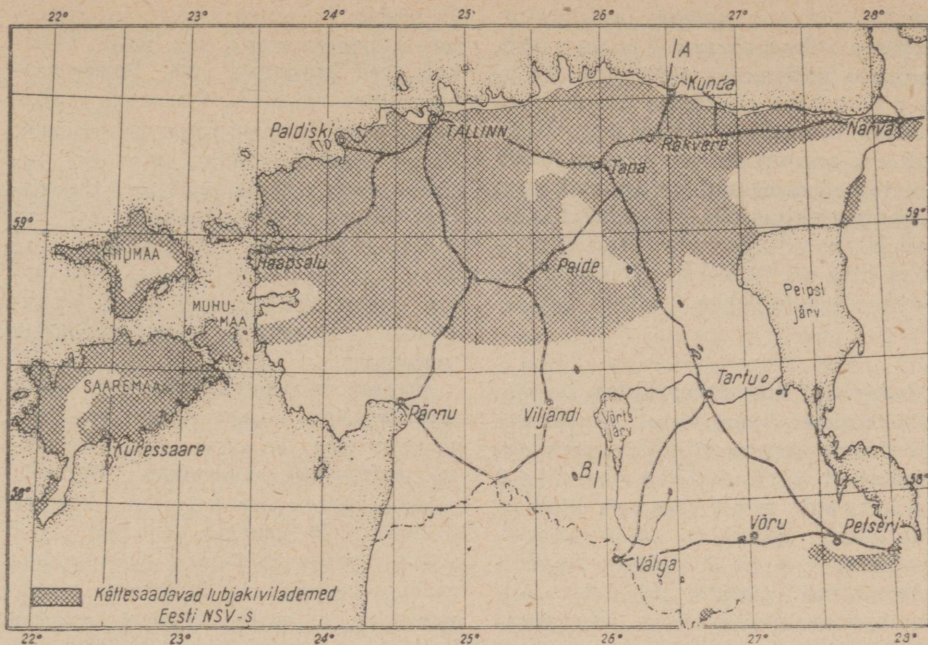 22° 23° 24° 25° 26° 27° 28°
1A
Kunda
Paldiski
TALLINN
Narva
Rakvere
Tapa
59° 59°
HIIUMAA
Haapsalu
Paide
MUHU-
MAA
Peipsi
järv
SAAREMAA
Tartu
Pärnu
Viljandi
Võrts
järv
Kuressaare
B
58° 58°
Võru
Petseri
Valga
Kättesaadavad lubjakivilademed
Eesti NSV-s
22° 23° 24° 25° 26° 27° 28°